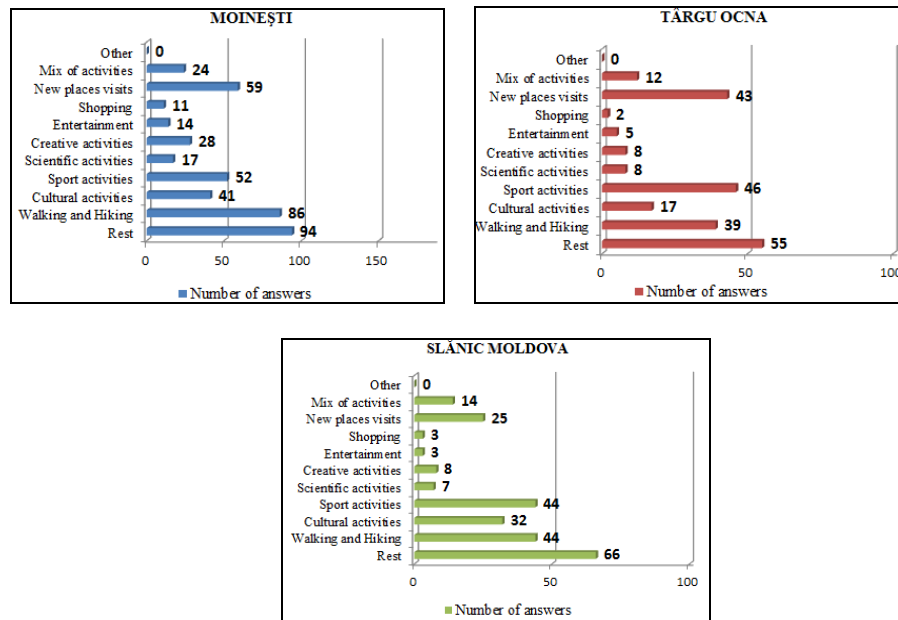 MOINEȘTI
Other 0
Mix of activities 24
New places visits 59
Shopping 11
Entertainment 14
Creative activities 28
Scientific activities 17
Sport activities 52
Cultural activities 41
Walking and Hiking 86
Rest 94
0 50 100 150
Number of answers
TÂRGU OCNA
Other 0
Mix of activities 12
New places visits 43
Shopping 2
Entertainment 5
Creative activities 8
Scientific activities 8
Sport activities 46
Cultural activities 17
Walking and Hiking 39
Rest 55
0 50 100
Number of answers
SLĂNIC MOLDOVA
Other 0
Mix of activities 14
New places visits 25
Shopping 3
Entertainment 3
Creative activities 8
Scientific activities 7
Sport activities 44
Cultural activities 32
Walking and Hiking 44
Rest 66
0 50 100
Number of answers